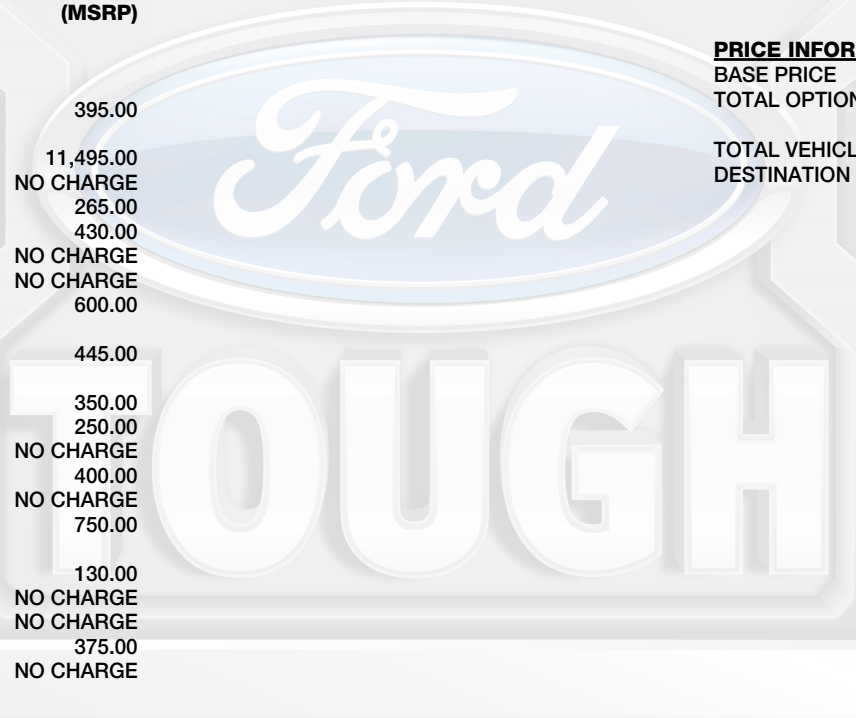 (MSRP)
395.00
11,495.00
NO CHARGE
265.00
430.00
NO CHARGE
NO CHARGE
600.00
445.00
350.00
250.00
NO CHARGE
400.00
NO CHARGE
750.00
130.00
NO CHARGE
NO CHARGE
375.00
NO CHARGE
PRICE INFOR
BASE PRICE
TOTAL OPTION
TOTAL VEHICL
DESTINATION
Ford
TOUGH